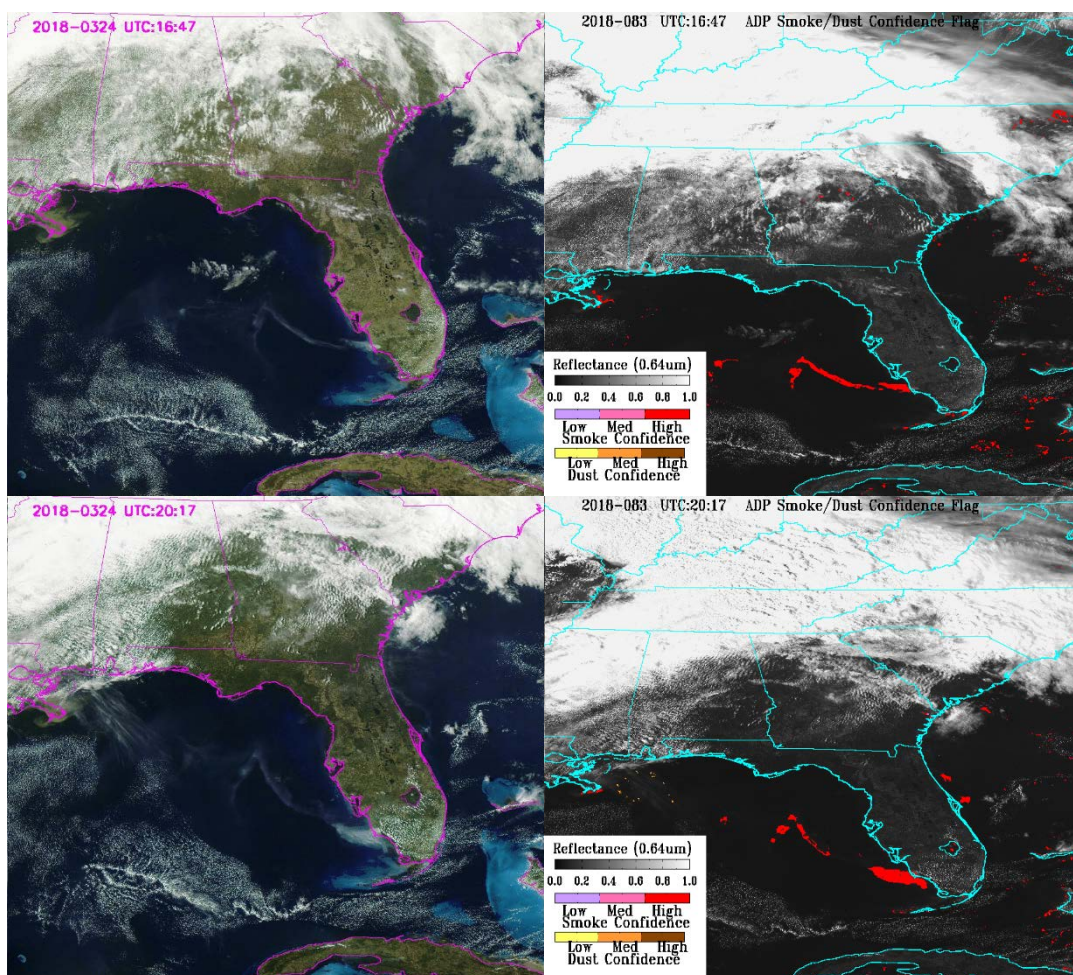 2018-0324 UTC:16:47
2018-083 UTC:16:47 ADP Smoke/Dust Confidence Flag
Reflectance (0.64um)
0.0 0.2 0.4 0.6 0.8 1.0
Low Med High
Smoke Confidence
Low Med High
Dust Confidence
2018-0324 UTC:20:17
2018-083 UTC:20:17 ADP Smoke/Dust Confidence Flag
Reflectance (0.64um)
0.0 0.2 0.4 0.6 0.8 1.0
Low Med High
Smoke Confidence
Low Med High
Dust Confidence